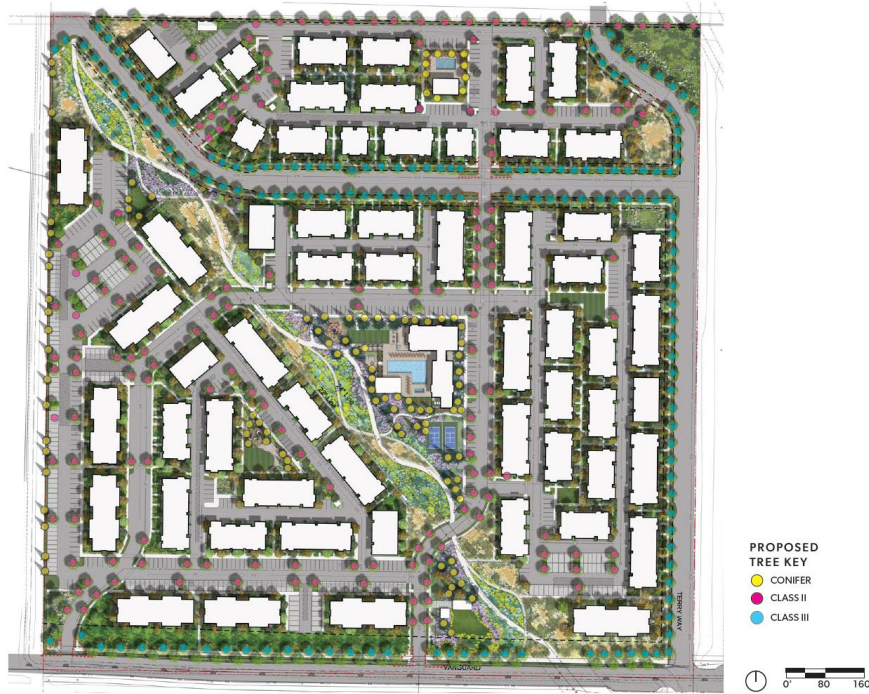 TERRY WAY
PROPOSED
TREE KEY
CONIFER
CLASS II
CLASS III
0'
80
160